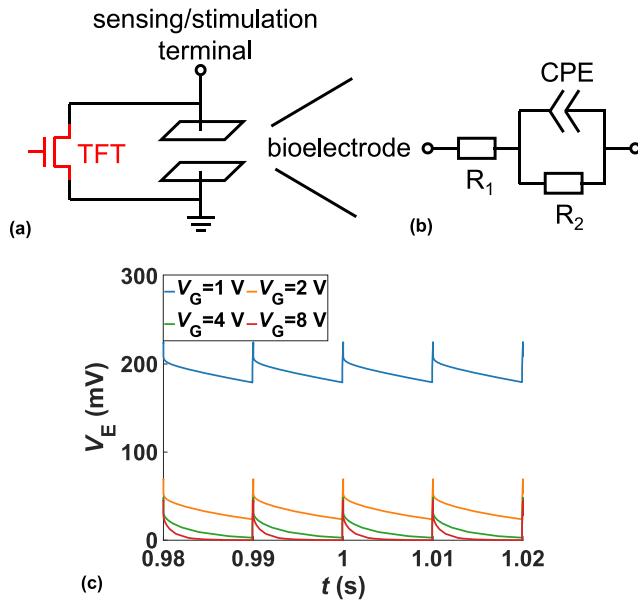 sensing/stimulation
terminal
TFT
bioelectrode
(a)
CPE
R1
R2
(b)
VG=1 V VG=2 V
VG=4 V VG=8 V
300
200
100
0
VE (mV)
0.98 0.99 1 1.01 1.02
t (s)
(c)